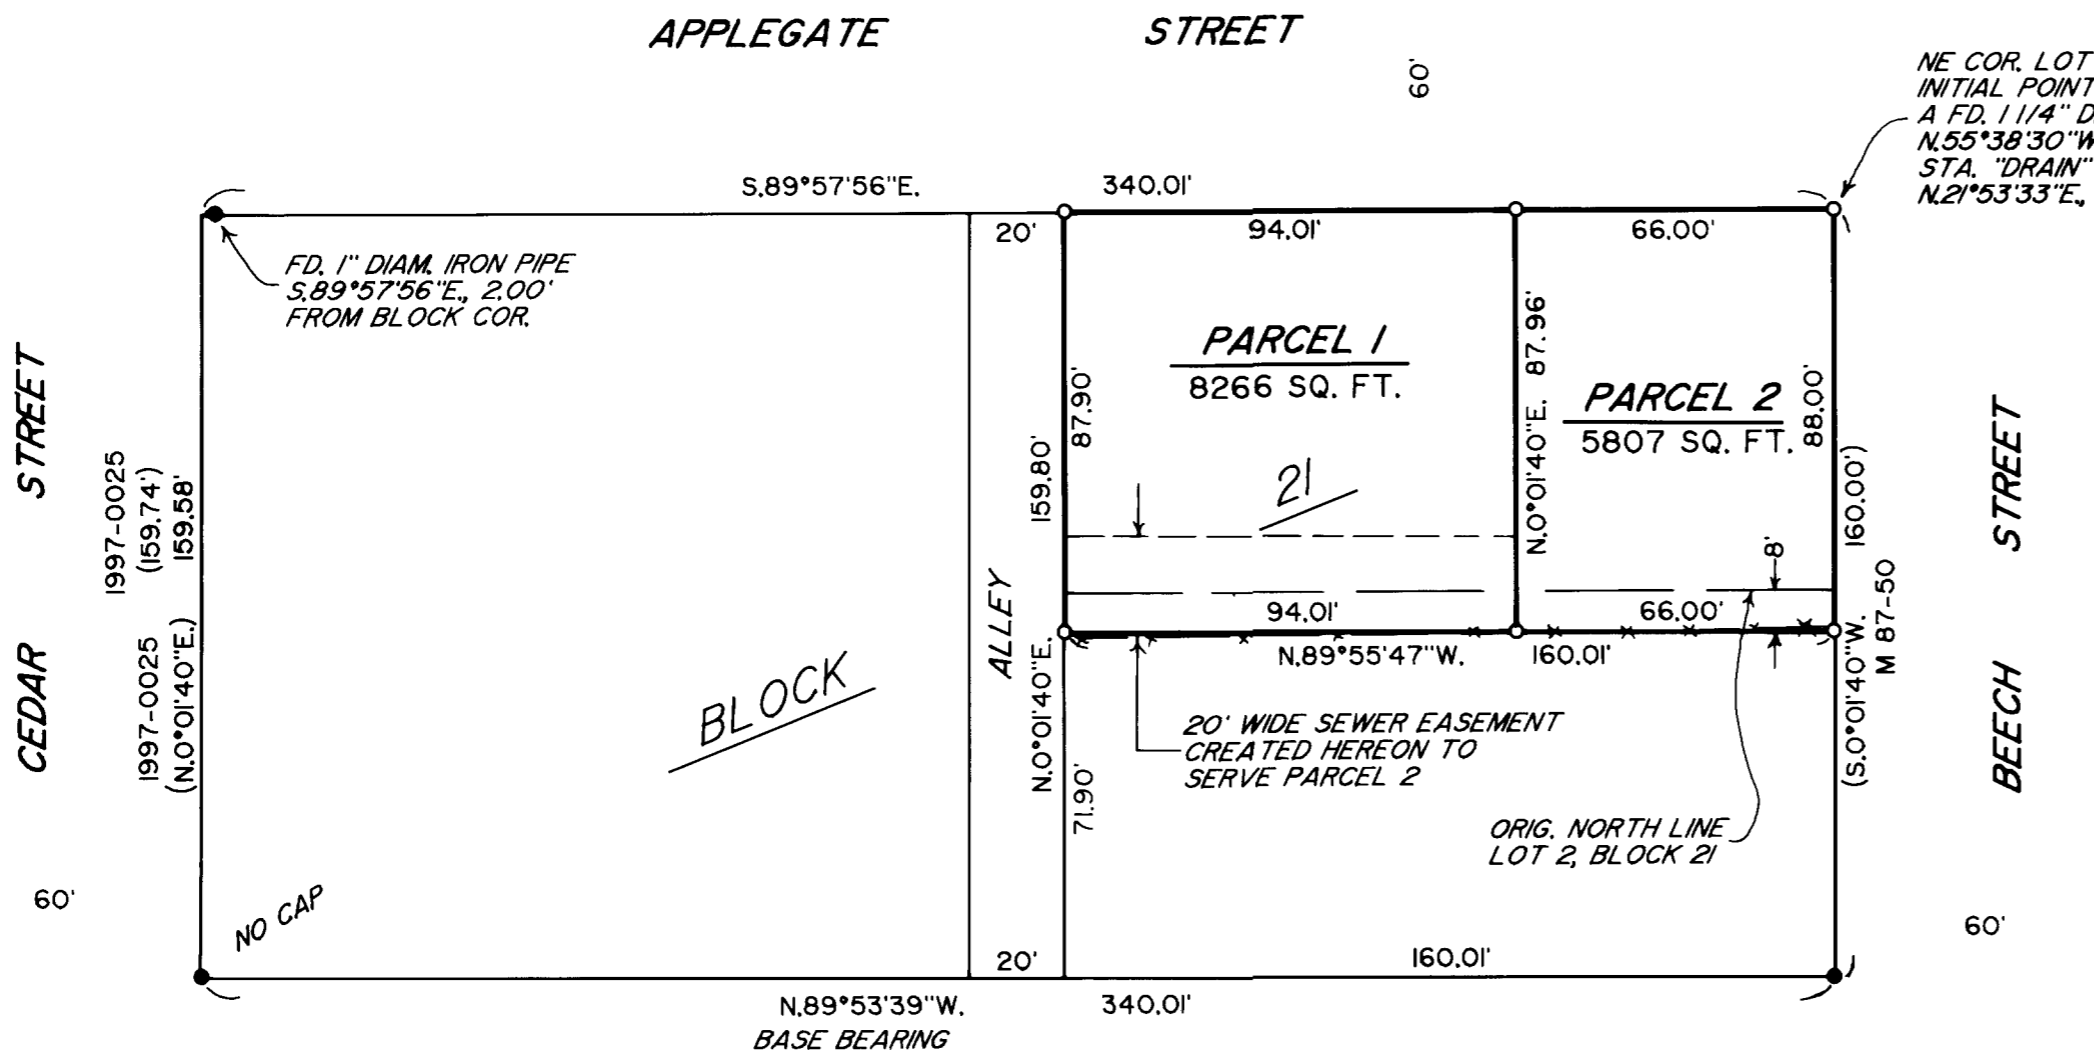 APPLEGATE STREET
60'
NE COR. LOT
INITIAL POINT
A FD. 1 1/4" D
N.55°38'30"W
STA. "DRAIN"
N.21°53'33"E.,
S.89°57'56"E. 340.01'
20' 94.01' 66.00'
FD. 1" DIAM. IRON PIPE
S.89°57'56"E., 2.00'
FROM BLOCK COR.
PARCEL 1
8266 SQ. FT.
PARCEL 2
5807 SQ. FT.
87.90'
159.80'
N.0°01'40"E. 87.96'
88.00'
(160.00')
CEDAR STREET
1997-0025
(159.74')
159.58'
1997-0025
(N.0°01'40"E.)
21
8'
94.01' 66.00'
N.89°55'47"W. 160.01'
ALLEY
N.0°01'40"E.
71.90'
BLOCK
20' WIDE SEWER EASEMENT
CREATED HEREON TO
SERVE PARCEL 2
ORIG. NORTH LINE
LOT 2, BLOCK 21
(S.0°01'40"W.
M 87-50
BEECH STREET
60'
NO CAP
60'
20' 160.01'
N.89°53'39"W. 340.01'
BASE BEARING